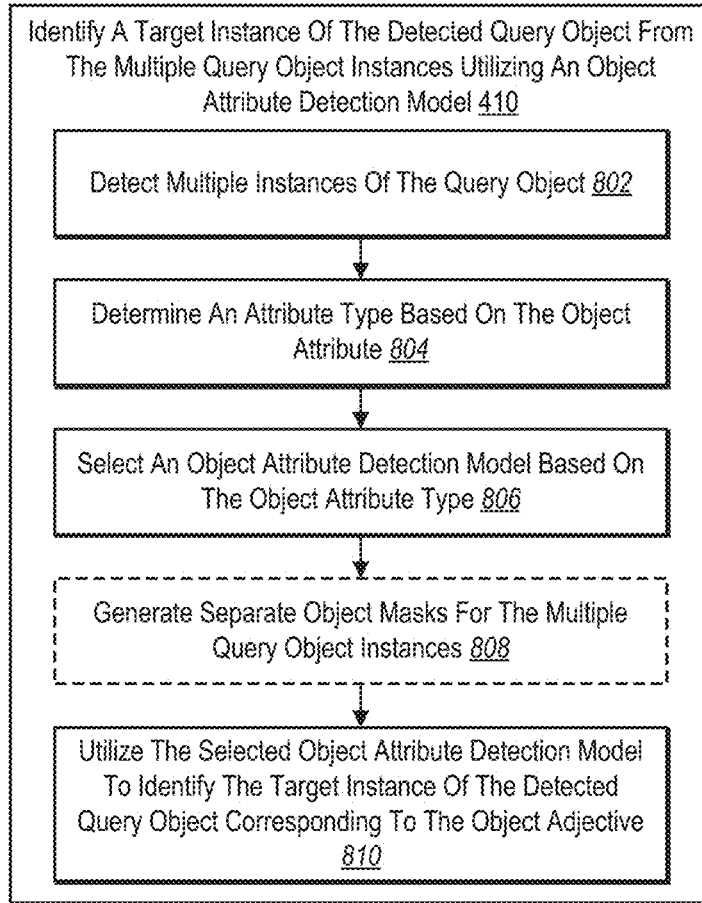 Identify A Target Instance Of The Detected Query Object From
The Multiple Query Object Instances Utilizing An Object
Attribute Detection Model 410
Detect Multiple Instances Of The Query Object 802
Determine An Attribute Type Based On The Object
Attribute 804
Select An Object Attribute Detection Model Based On
The Object Attribute Type 806
Generate Separate Object Masks For The Multiple
Query Object Instances 808
Utilize The Selected Object Attribute Detection Model
To Identify The Target Instance Of The Detected
Query Object Corresponding To The Object Adjective
810